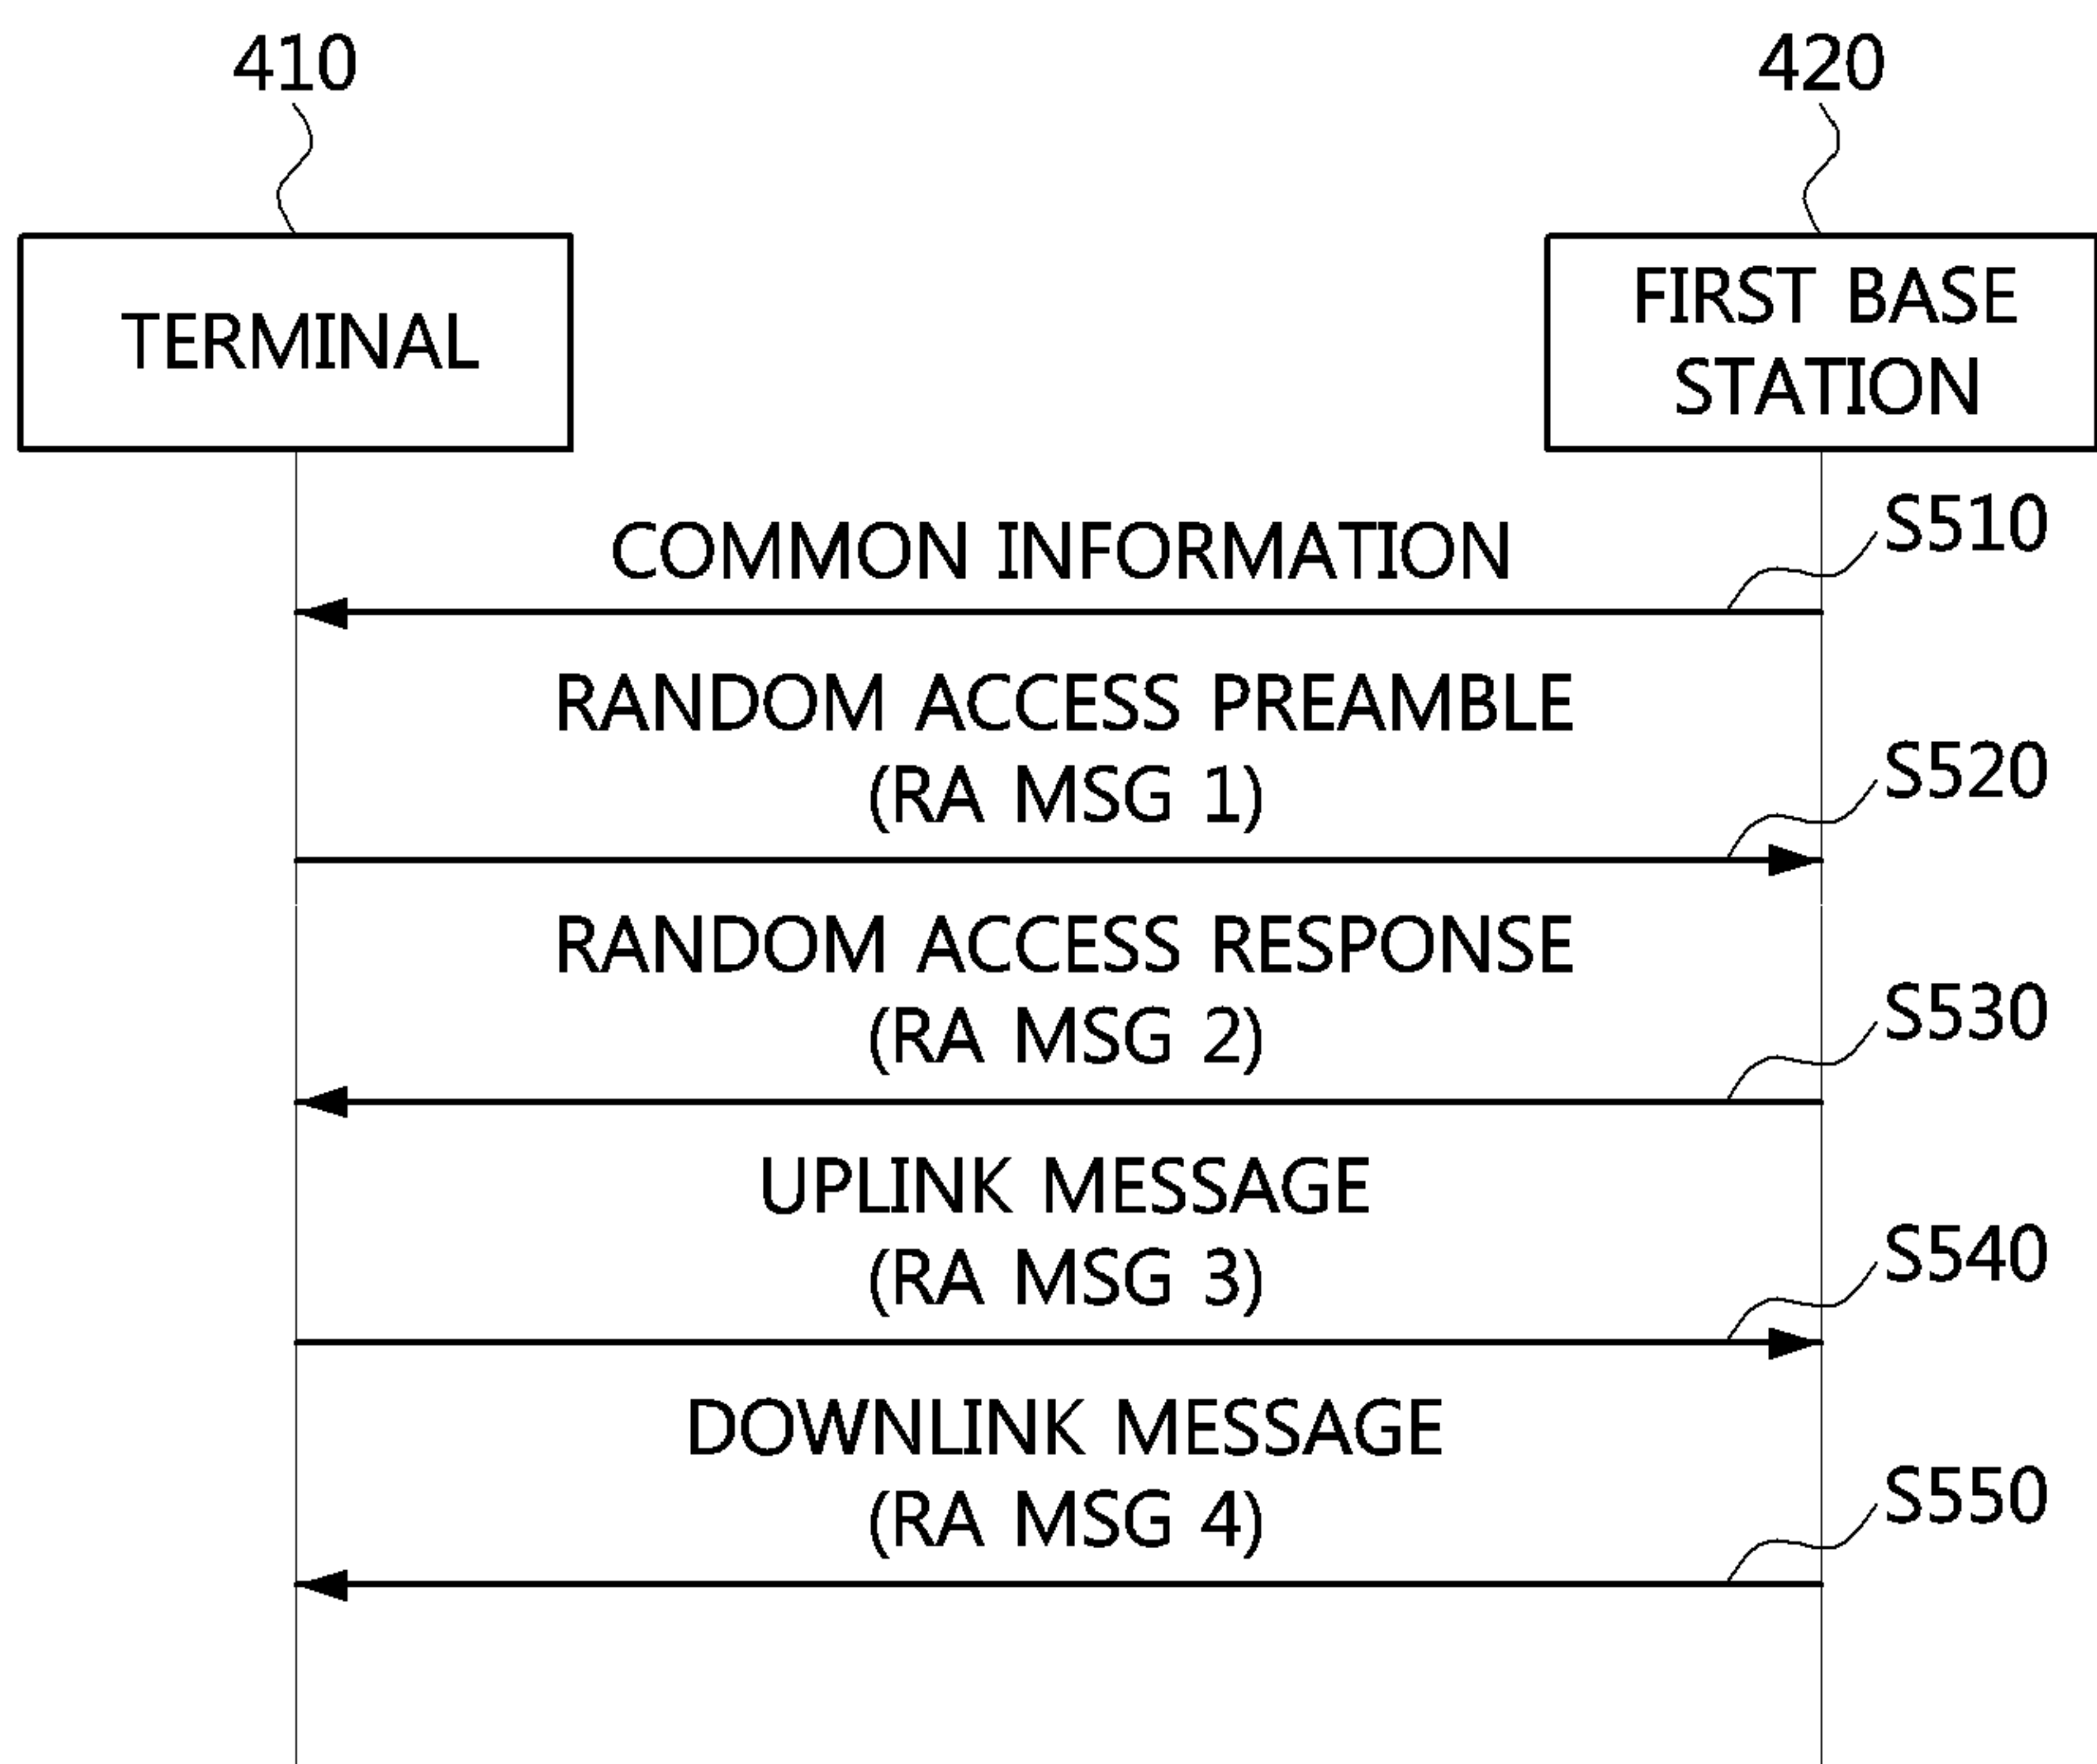 410
420
TERMINAL
FIRST BASE
STATION
COMMON INFORMATION
S510
RANDOM ACCESS PREAMBLE
(RA MSG 1)
S520
RANDOM ACCESS RESPONSE
(RA MSG 2)
S530
UPLINK MESSAGE
(RA MSG 3)
S540
DOWNLINK MESSAGE
(RA MSG 4)
S550